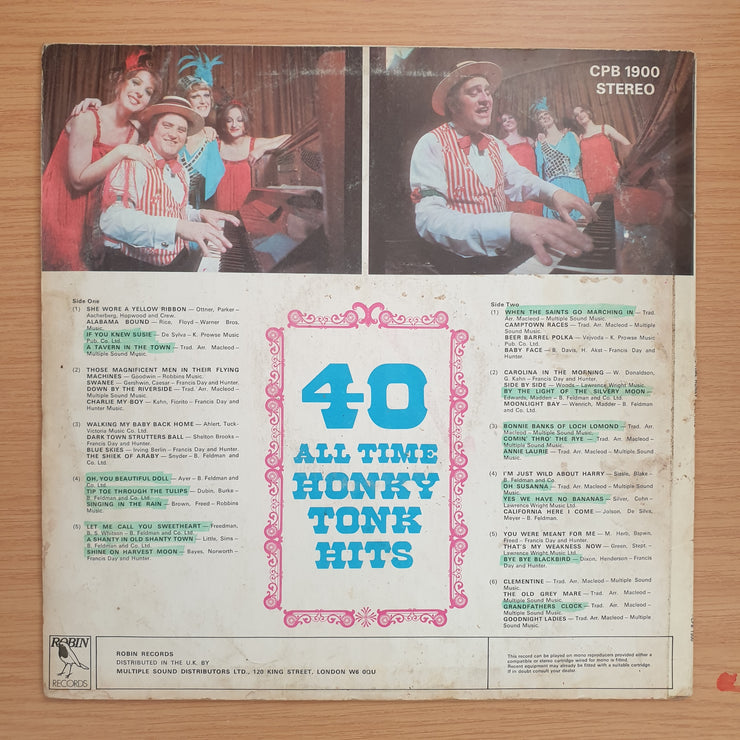 CPB 1900
STEREO
Side One
(1) SHE WORE A YELLOW RIBBON – Ottner, Parker –
Ascherberg, Hopwood and Crew.
ALABAMA BOUND – Rice, Floyd – Warner Bros.
Music.
IF YOU KNEW SUSIE – De Sylva – K. Prowse Music
Pub. Co. Ltd.
A TAVERN IN THE TOWN – Trad. Arr. Macleod –
Multiple Sound Music.
(2) THOSE MAGNIFICENT MEN IN THEIR FLYING
MACHINES – Goodwin – Robbins Music.
SWANEE – Gershwin, Caesar – Francis Day and Hunter.
DOWN BY THE RIVERSIDE – Trad. Arr. Macleod –
Multiple Sound Music.
CHARLIE MY BOY – Kahn, Fiorito – Francis Day and
Hunter Music.
(3) WALKING MY BABY BACK HOME – Ahlert, Tuck-
Victoria Music Co. Ltd.
DARK TOWN STRUTTERS BALL – Shelton Brooks –
Francis Day and Hunter.
BLUE SKIES – Irving Berlin – Francis Day and Hunter.
THE SHIEK OF ARABY – Snyder – B. Feldman and Co.
Ltd.
(4) OH, YOU BEAUTIFUL DOLL – Ayer – B. Feldman and
Co. Ltd.
TIP TOE THROUGH THE TULIPS – Dubin, Burke –
B. Feldman and Co. Ltd.
SINGING IN THE RAIN – Brown, Freed – Robbins
Music.
(5) LET ME CALL YOU SWEETHEART – Freedman,
B. S. Whitson – B. Feldman and Co. Ltd.
A SHANTY IN OLD SHANTY TOWN – Little, Sims –
B. Feldman and Co. Ltd.
SHINE ON HARVEST MOON – Bayes, Norworth –
Francis Day and Hunter.
40
ALL TIME
HONKY
TONK
HITS
Side Two
(1) WHEN THE SAINTS GO MARCHING IN – Trad.
Arr. Macleod – Multiple Sound Music.
CAMPTOWN RACES – Trad. Arr. Macleod – Multiple
Sound Music.
BEER BARREL POLKA – Vejvoda – K. Prowse Music
Pub. Co. Ltd.
BABY FACE – B. Davis, H. Akst – Francis Day and
Hunter.
(2) CAROLINA IN THE MORNING – W. Donaldson,
G. Kahn – Francis Day and Hunter.
SIDE BY SIDE – Woods – Lawrence Wright Music.
BY THE LIGHT OF THE SILVERY MOON –
Edwards, Madden – B. Feldman and Co. Ltd.
MOONLIGHT BAY – Wenrich, Madder – B. Feldman
and Co. Ltd.
(3) BONNIE BANKS OF LOCH LOMOND – Trad.
Arr. Macleod – Multiple Sound Music.
COMIN' THRO' THE RYE – Trad. Arr. Macleod –
Multiple Sound Music.
ANNIE LAURIE – Trad. Arr. Macleod – Multiple
Sound Music.
(4) I'M JUST WILD ABOUT HARRY – Sissle, Blake –
B. Feldman and Co. Ltd.
OH SUSANNA – Trad. Arr. Macleod – Multiple Sound
Music.
YES WE HAVE NO BANANAS – Silver, Cohn –
Lawrence Wright Music Ltd.
CALIFORNIA HERE I COME – Jolson, De Silva,
Meyer – B. Feldman.
(5) YOU WERE MEANT FOR ME – M. Herb, Bapwn,
Freed – Francis Day and Hunter.
THAT'S MY WEAKNESS NOW – Green, Stept –
Lawrence Wright Music Ltd.
BYE BYE BLACKBIRD – Dixon, Henderson – Francis
Day and Hunter.
(6) CLEMENTINE – Trad. Arr. Macleod – Multiple Sound
Music.
THE OLD GREY MARE – Trad. Arr. Macleod –
Multiple Sound Music.
GRANDFATHERS CLOCK – Trad. Arr. Macleod –
Multiple Sound Music.
GOODNIGHT LADIES – Trad. Arr. Macleod – Multiple
Sound Music.
ROBIN
RECORDS
ROBIN RECORDS
DISTRIBUTED IN THE U.K. BY
MULTIPLE SOUND DISTRIBUTORS LTD., 120 KING STREET, LONDON W6 0QU
This record can be played on mono reproducers provided either a
compatible or stereo cartridge wired for mono is fitted.
Recent equipment may already be fitted with a suitable cartridge.
If in doubt consult your dealer.